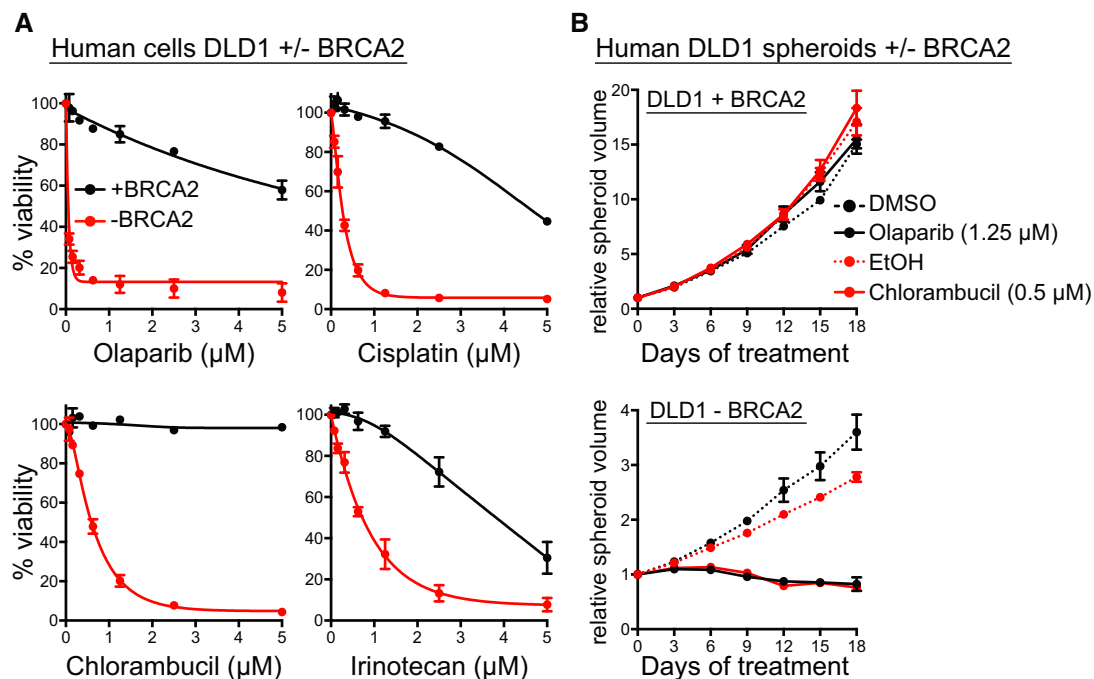 A
Human cells DLD1 +/- BRCA2
% viability
100
80
60
40
20
0
+BRCA2
-BRCA2
0 1 2 3 4 5
Olaparib (µM)
100
80
60
40
20
0
0 1 2 3 4 5
Cisplatin (µM)
% viability
100
80
60
40
20
0
0 1 2 3 4 5
Chlorambucil (µM)
100
80
60
40
20
0
0 1 2 3 4 5
Irinotecan (µM)
B
Human DLD1 spheroids +/- BRCA2
relative spheroid volume
20
15
10
5
0
DLD1 + BRCA2
DMSO
Olaparib (1.25 µM)
EtOH
Chlorambucil (0.5 µM)
0 3 6 9 12 15 18
Days of treatment
relative spheroid volume
4
3
2
1
0
DLD1 - BRCA2
0 3 6 9 12 15 18
Days of treatment